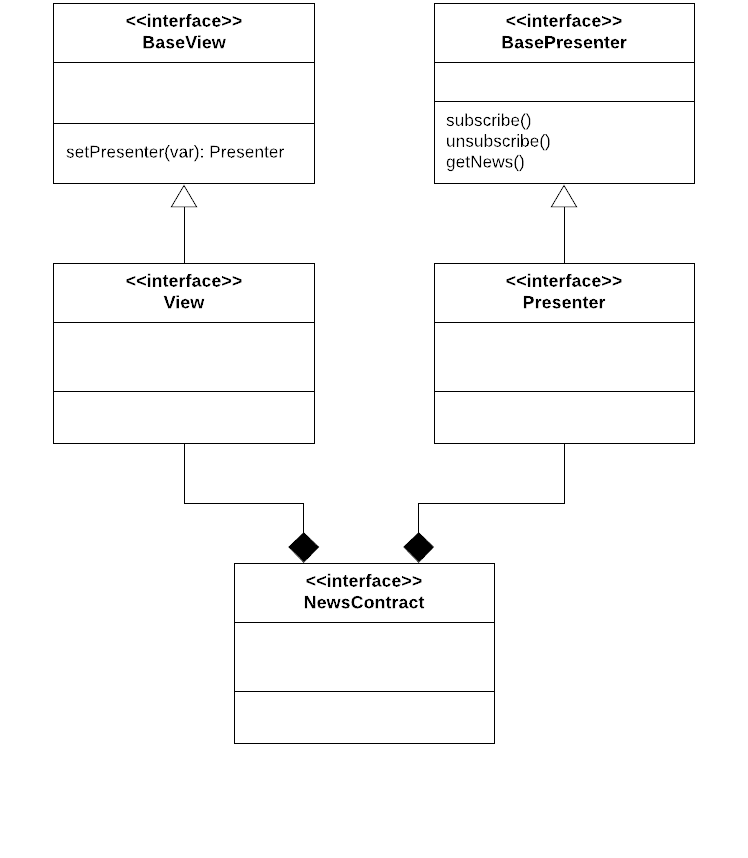 <<interface>>
BaseView
setPresenter(var): Presenter
<<interface>>
BasePresenter
subscribe()
unsubscribe()
getNews()
<<interface>>
View
<<interface>>
Presenter
<<interface>>
NewsContract